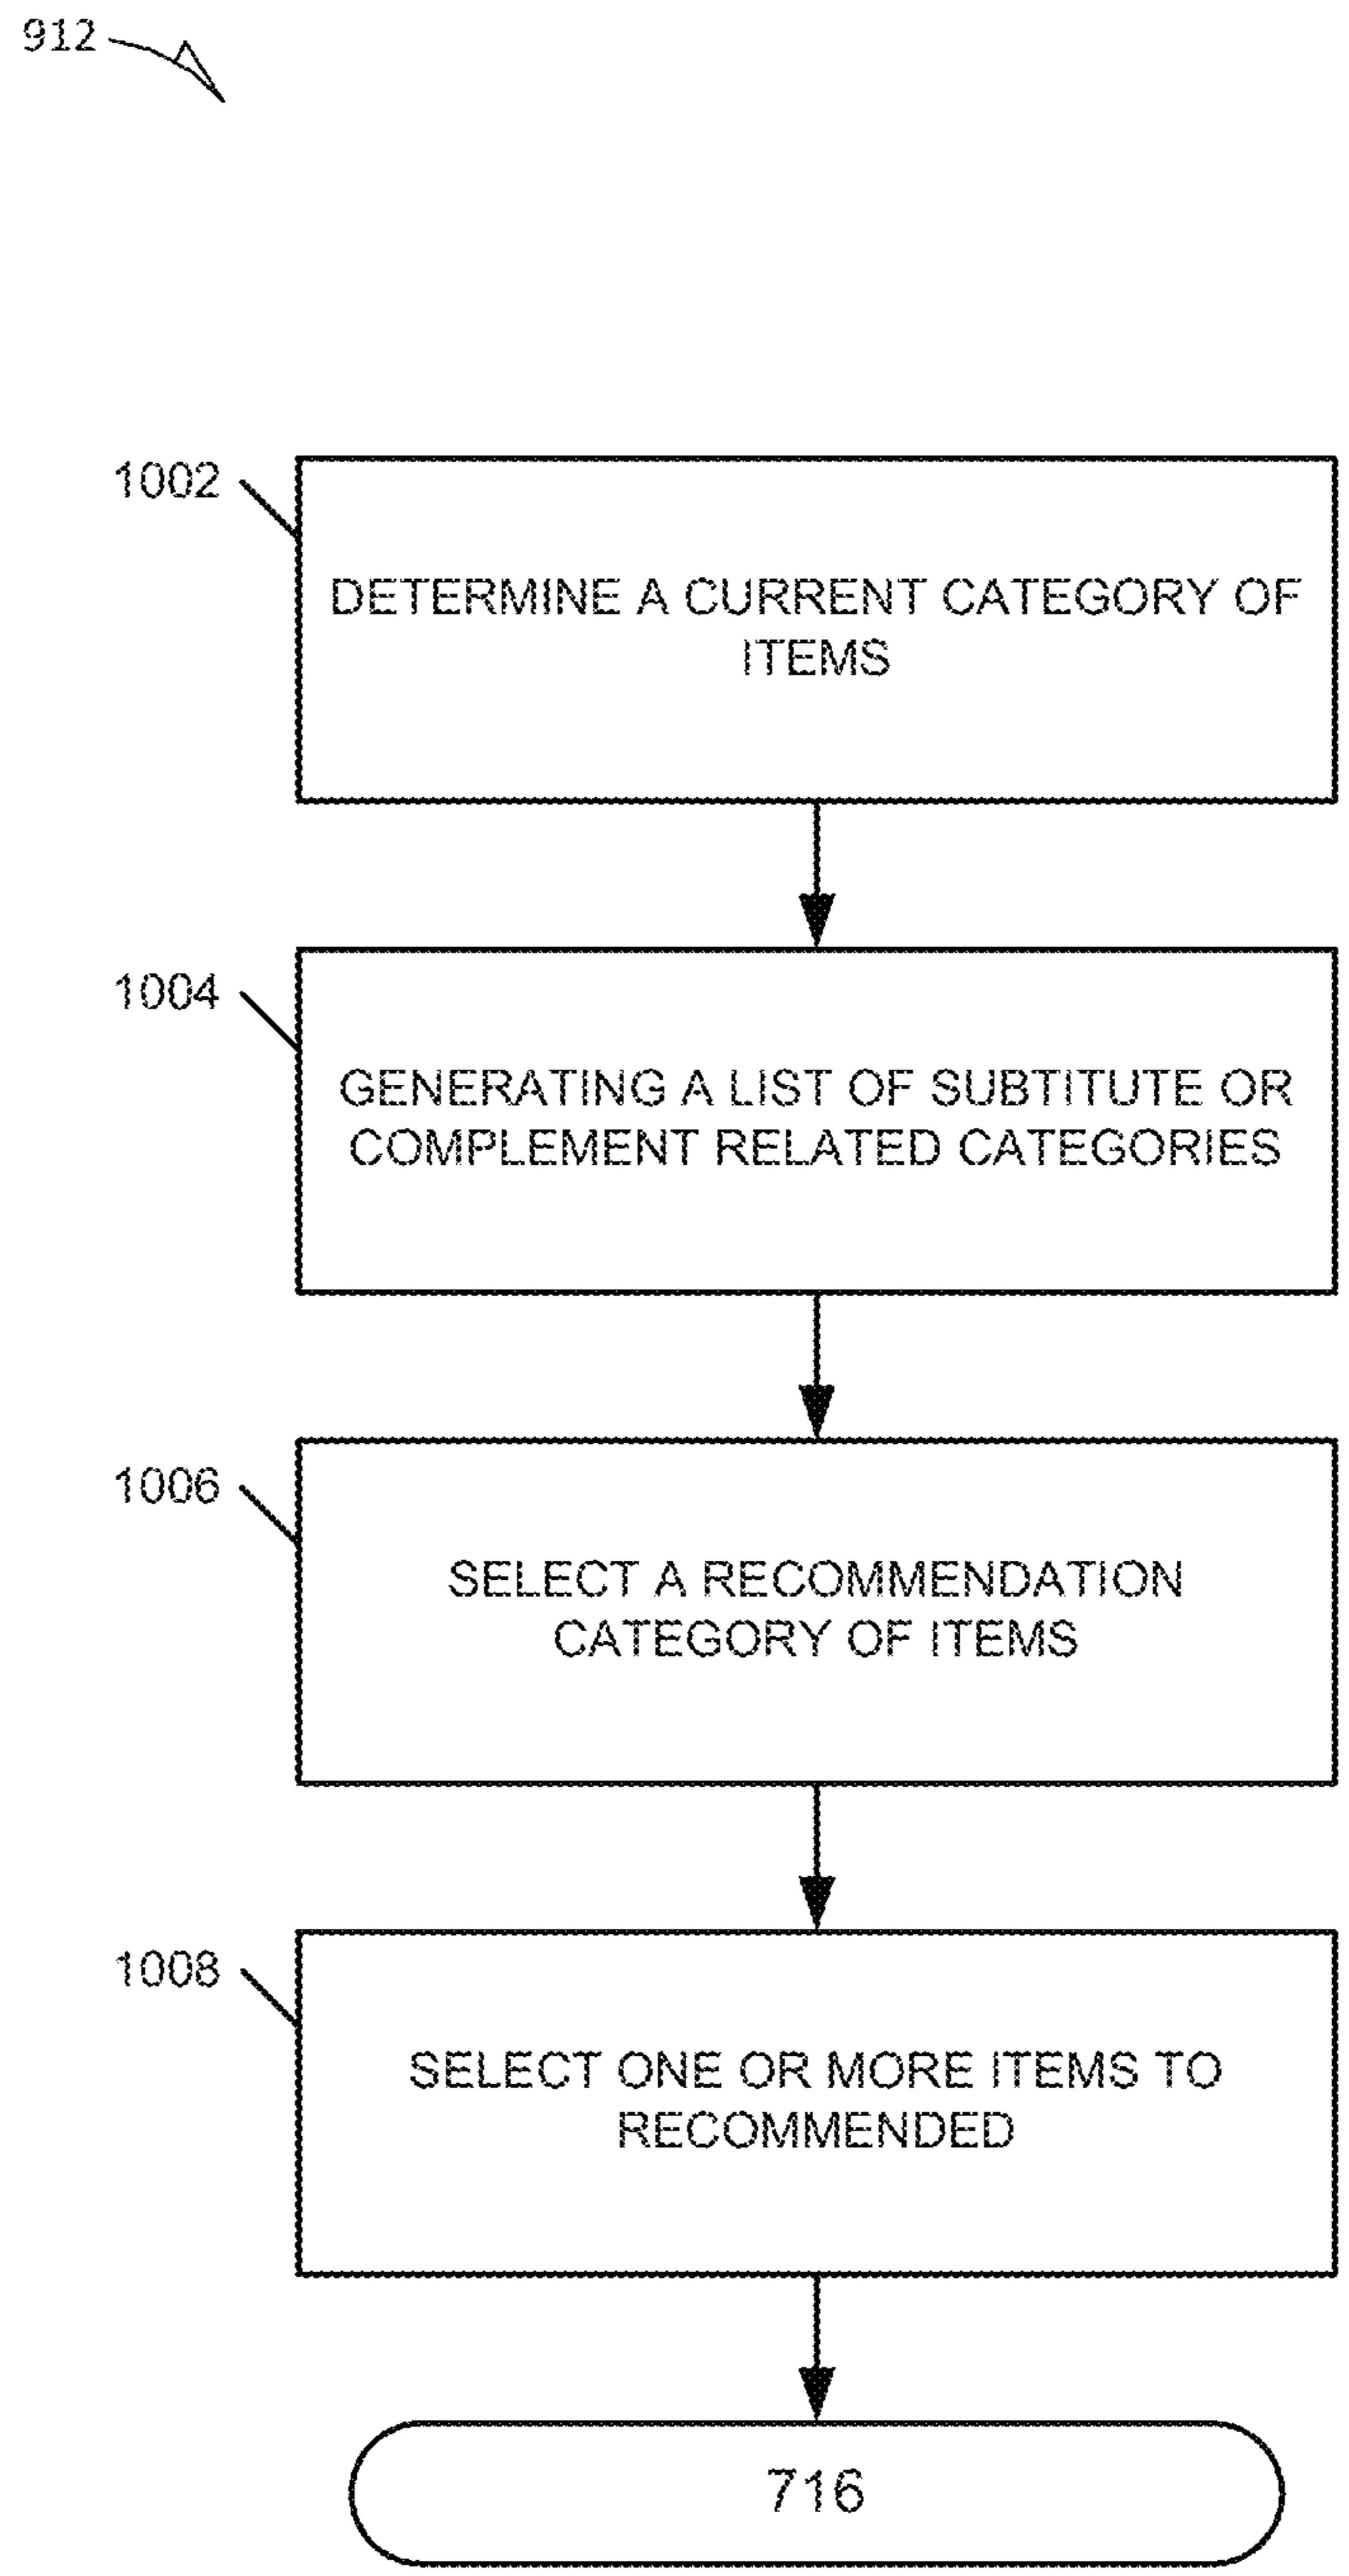 912
1002
DETERMINE A CURRENT CATEGORY OF
ITEMS
1004
GENERATING A LIST OF SUBTITUTE OR
COMPLEMENT RELATED CATEGORIES
1006
SELECT A RECOMMENDATION
CATEGORY OF ITEMS
1008
SELECT ONE OR MORE ITEMS TO
RECOMMENDED
716